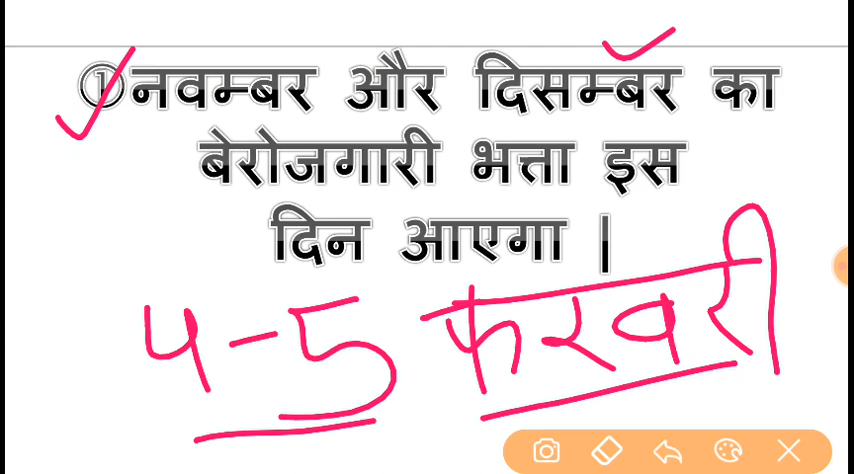 ①नवम्बर और दिसम्बर का
बेरोजगारी भत्ता इस
दिन आएगा |
4-5 फरवरी